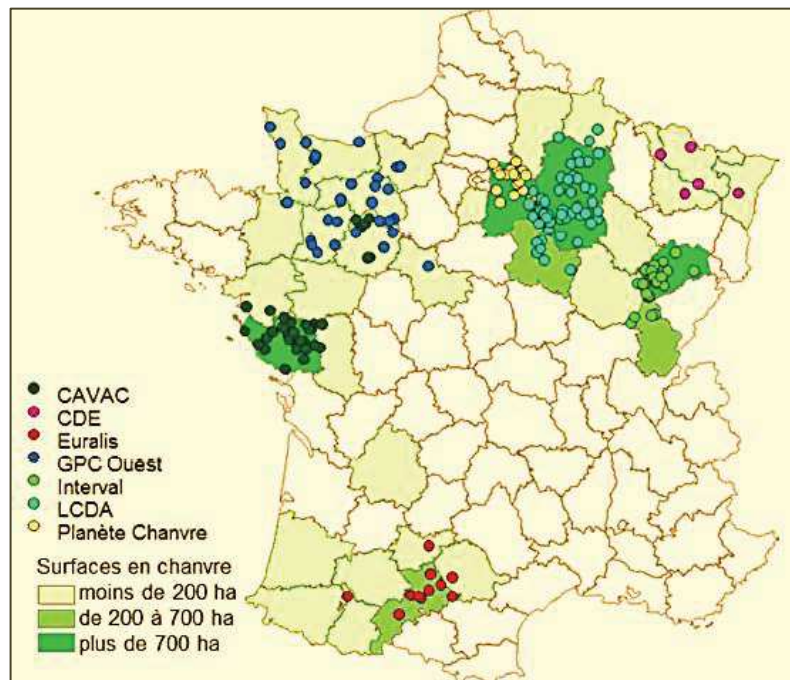 CAVAC
CDE
Euralis
GPC Ouest
Interval
LCDA
Planète Chanvre
Surfaces en chanvre
moins de 200 ha
de 200 à 700 ha
plus de 700 ha